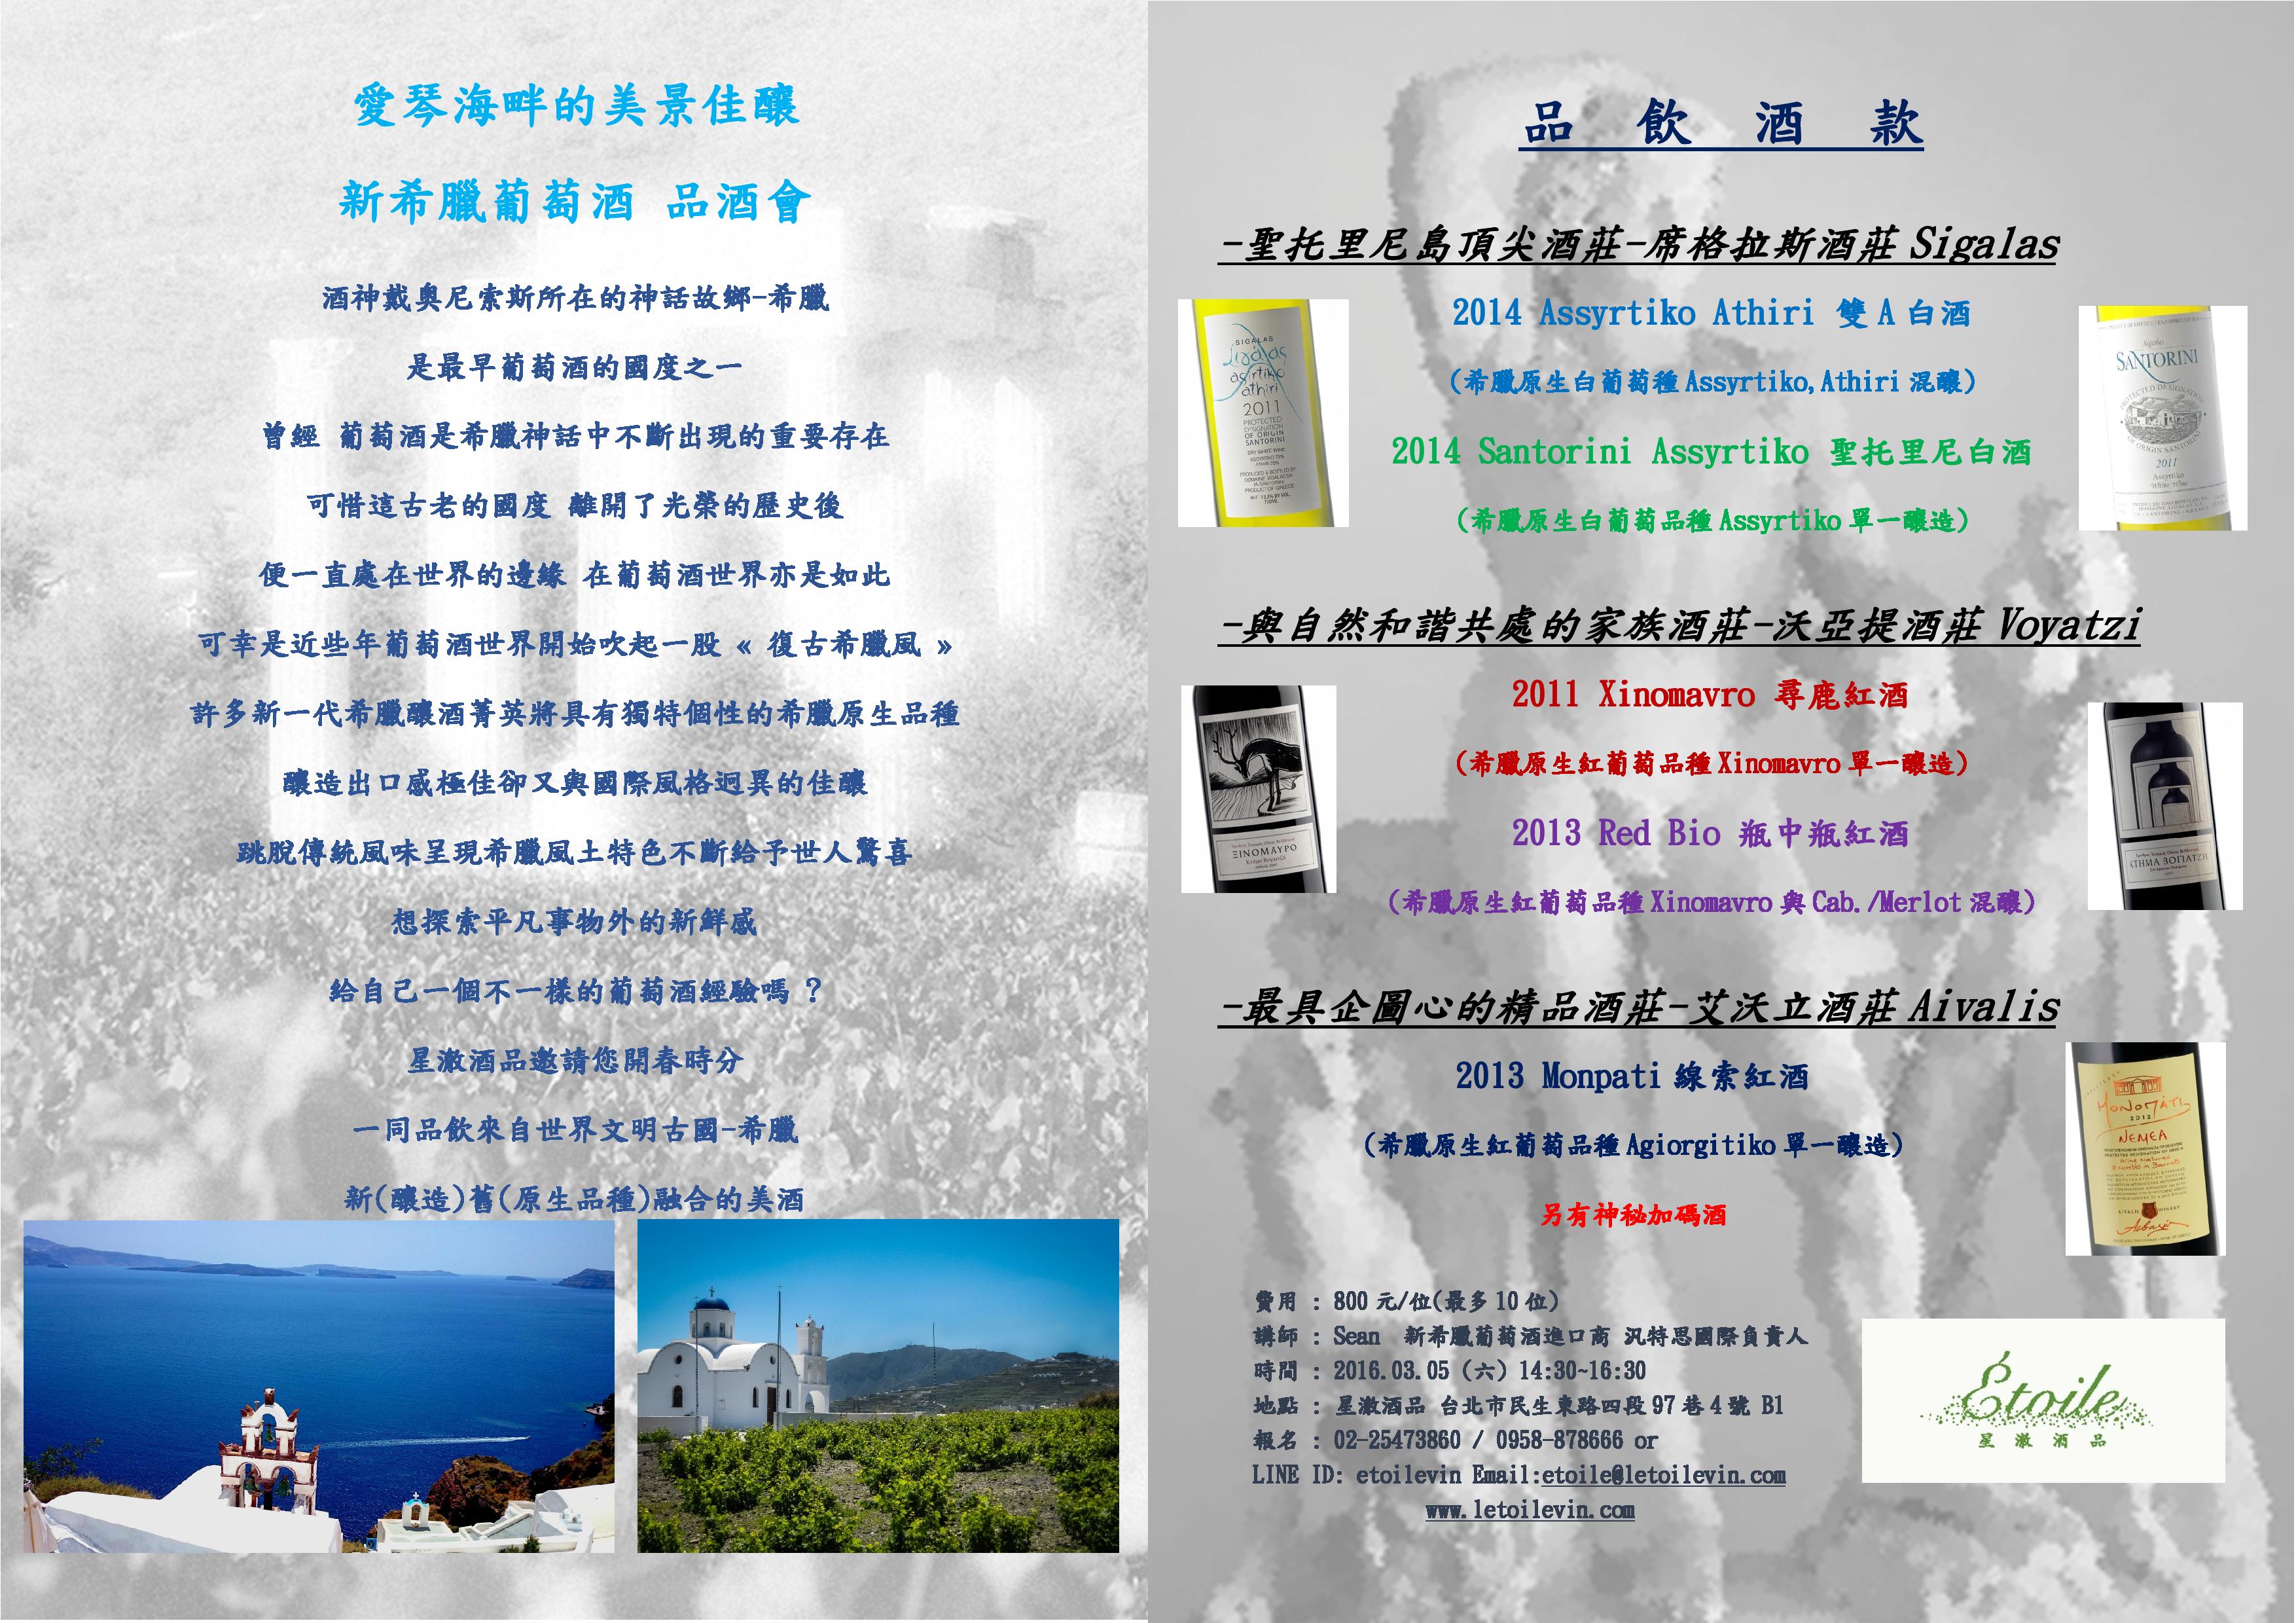 愛琴海畔的美景佳釀
新希臘葡萄酒 品酒會
酒神戴奧尼索斯所在的神話故鄉-希臘
是最早葡萄酒的國度之一
曾經 葡萄酒是希臘神話中不斷出現的重要存在
可惜這古老的國度 離開了光榮的歷史後
便一直處在世界的邊緣 在葡萄酒世界亦是如此
可幸是近些年葡萄酒世界開始吹起一股 « 復古希臘風 »
許多新一代希臘釀酒菁英將具有獨特個性的希臘原生品種
釀造出口感極佳卻又與國際風格迥異的佳釀
跳脫傳統風味呈現希臘風土特色不斷給予世人驚喜
想探索平凡事物外的新鮮感
給自己一個不一樣的葡萄酒經驗嗎 ?
星澈酒品邀請您開春時分
一同品飲來自世界文明古國-希臘
新(釀造)舊(原生品種)融合的美酒
品 飲 酒 款
-聖托里尼島頂尖酒莊-席格拉斯酒莊 Sigalas
2014 Assyrtiko Athiri 雙 A 白酒
(希臘原生白葡萄種 Assyrtiko,Athiri 混釀)
2014 Santorini Assyrtiko 聖托里尼白酒
(希臘原生白葡萄品種 Assyrtiko 單一釀造)
SIGALAS
asirtiko
athiri
2011
PROTECTED
DESIGNATION
OF ORIGIN
SANTORINI
DRY WHITE WINE
Sigalas
SANTORINI
PROTECTED DESIGNATION
OF ORIGIN SANTORINI
2011
Assyrtiko
White Wine
-與自然和諧共處的家族酒莊-沃亞提酒莊 Voyatzi
2011 Xinomavro 尋鹿紅酒
(希臘原生紅葡萄品種 Xinomavro 單一釀造)
2013 Red Bio 瓶中瓶紅酒
(希臘原生紅葡萄品種 Xinomavro 與 Cab./Merlot 混釀)
ΞΙΝΟΜΑΥΡΟ
ΚΤΗΜΑ ΒΟΓΙΑΤΖΗ
-最具企圖心的精品酒莊-艾沃立酒莊 Aivalis
2013 Monpati 線索紅酒
(希臘原生紅葡萄品種 Agiorgitiko 單一釀造)
另有神秘加碼酒
MONOΠATI
2012
NEMEA
AIVALIS WINERY
費用 : 800 元/位(最多 10 位)
講師 : Sean 新希臘葡萄酒進口商 汎特思國際負責人
時間 : 2016.03.05 (六) 14:30~16:30
地點 : 星澈酒品 台北市民生東路四段 97 巷 4 號 B1
報名 : 02-25473860 / 0958-878666 or
LINE ID: etoilevin Email:etoile@letoilevin.com
www.letoilevin.com
Étoile
星澈酒品